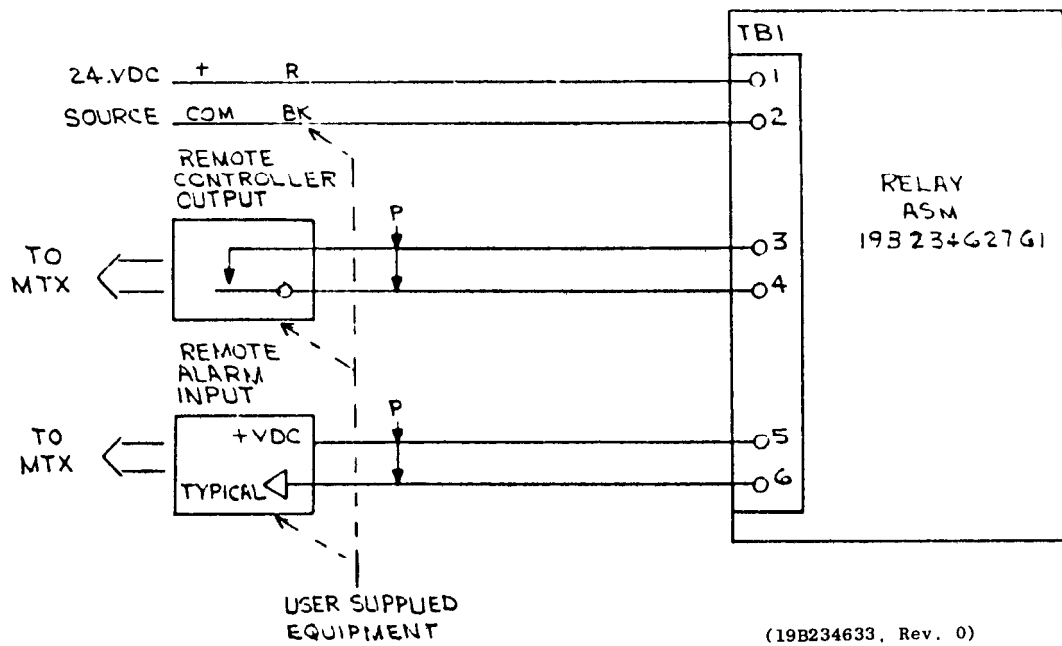 TB1
24.VDC + R
1
SOURCE COM BK
2
REMOTE
CONTROLLER
OUTPUT
RELAY
ASM
19B234627G1
P
TO
MTX
3
4
REMOTE
ALARM
INPUT
P
TO
MTX
+VDC
5
TYPICAL
6
USER SUPPLIED
EQUIPMENT
(19B234633, Rev. 0)